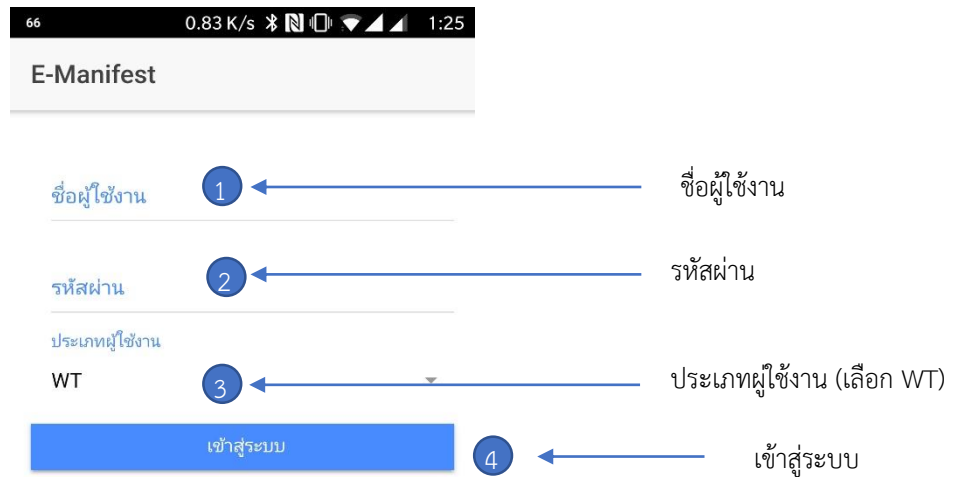 66 0.83 K/s 1:25
E-Manifest
ชื่อผู้ใช้งาน 1 ชื่อผู้ใช้งาน
รหัสผ่าน 2 รหัสผ่าน
ประเภทผู้ใช้งาน
WT 3 ประเภทผู่ใช้งาน (เลือก WT)
เข้าสู่ระบบ 4 เข้าสู่ระบบ